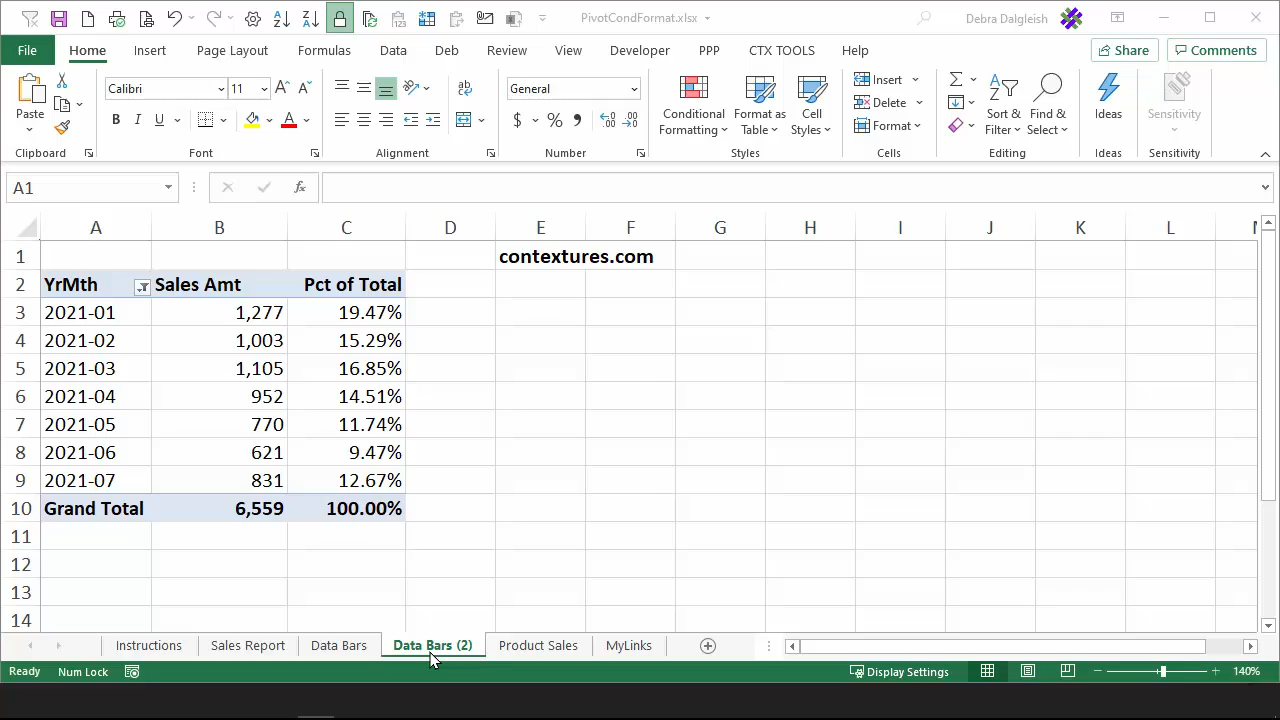 PivotCondFormat.xlsx
Debra Dalgleish
File Home Insert Page Layout Formulas Data Deb Review View Developer PPP CTX TOOLS Help Share Comments
Calibri 11 General Insert
Paste Conditional Formatting Format as Table Cell Styles Delete Sort & Filter Find & Select Ideas Sensitivity
B I U A $ % , Format
Clipboard Font Alignment Number Styles Cells Editing Ideas Sensitivity
A1 fx
A B C D E F G H I J K L
1 contextures.com
2 YrMth Sales Amt Pct of Total
3 2021-01 1,277 19.47%
4 2021-02 1,003 15.29%
5 2021-03 1,105 16.85%
6 2021-04 952 14.51%
7 2021-05 770 11.74%
8 2021-06 621 9.47%
9 2021-07 831 12.67%
10 Grand Total 6,559 100.00%
11
12
13
14
Instructions Sales Report Data Bars Data Bars (2) Product Sales MyLinks
Ready Num Lock Display Settings 140%